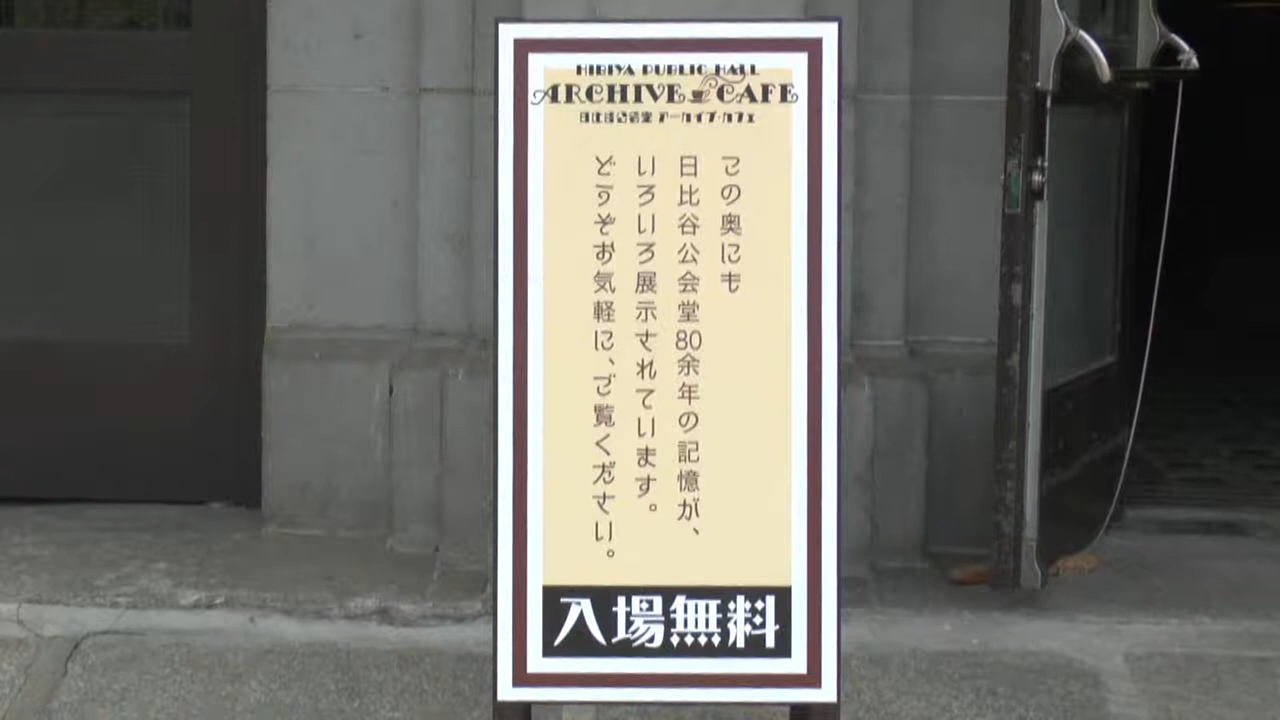 HIBIYA PUBLIC HALL
ARCHIVE CAFE
日比谷公会堂 アーカイブ・カフェ
この奥にも
日比谷公会堂80余年の記憶が、
いろいろ展示されています。
どうぞお気軽に、ご覧ください。
入場無料